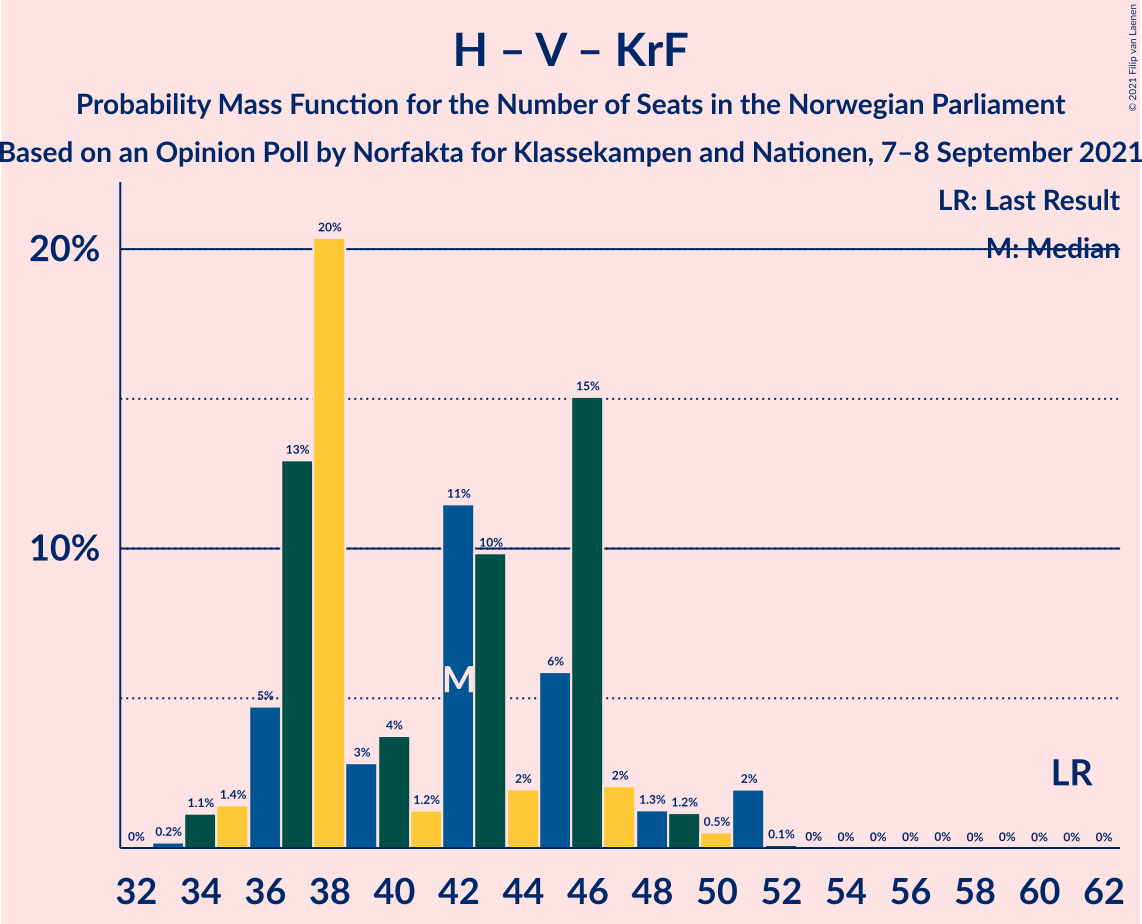 H – V – KrF
Probability Mass Function for the Number of Seats in the Norwegian Parliament
Based on an Opinion Poll by Norfakta for Klassekampen and Nationen, 7–8 September 2021
© 2021 Filip van Laenen
LR: Last Result
M: Median
20%
10%
0% 0.2% 1.1% 1.4% 5% 13% 20% 3% 4% 1.2% 11% 10% 2% 6% 15% 2% 1.3% 1.2% 0.5% 2% 0.1% 0% 0% 0% 0% 0% 0% 0% 0% 0% 0%
M
LR
32 34 36 38 40 42 44 46 48 50 52 54 56 58 60 62